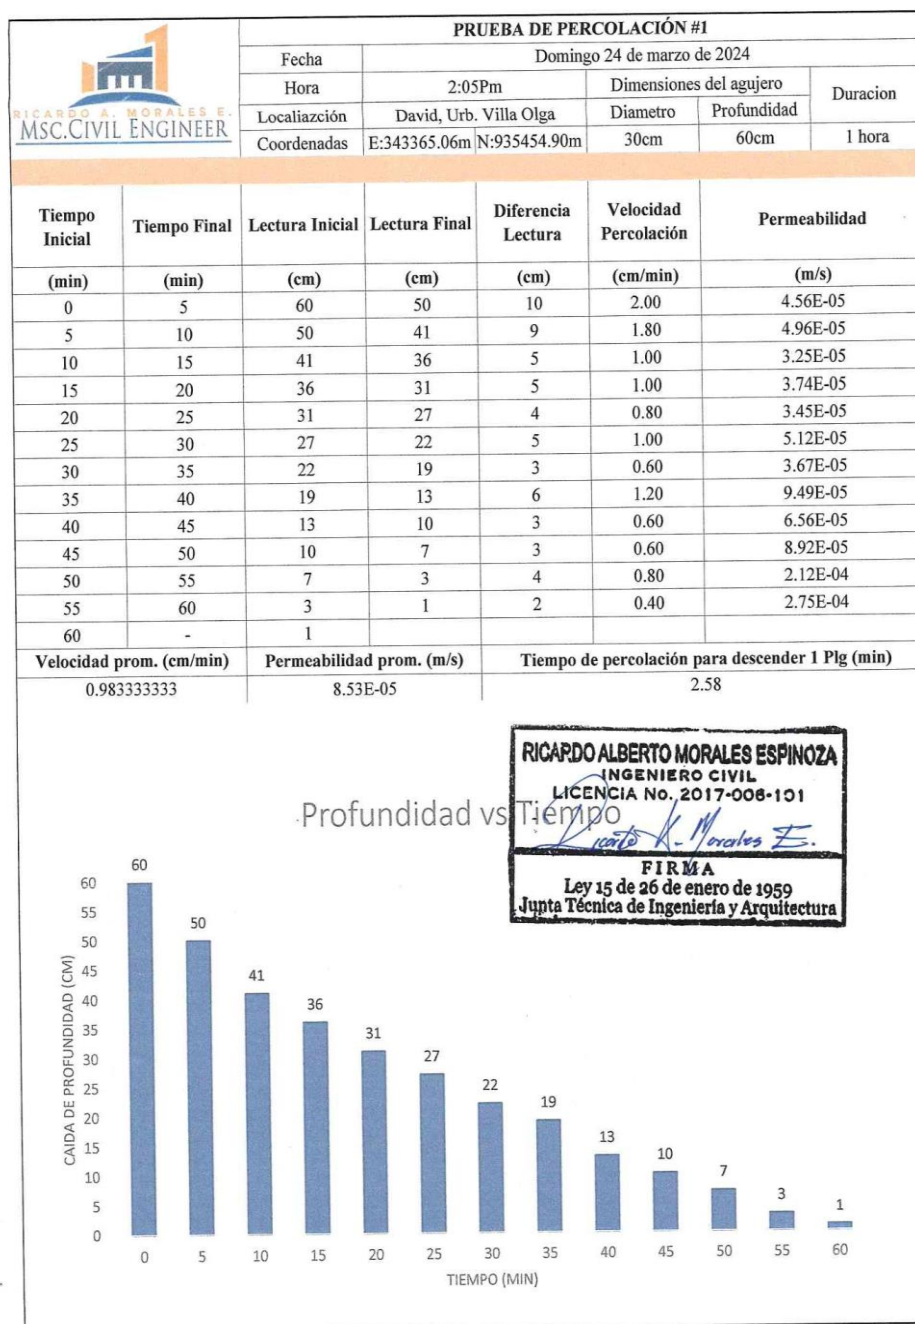 RICARDO A. MORALES E.
MSC.CIVIL ENGINEER
PRUEBA DE PERCOLACIÓN #1
Fecha Domingo 24 de marzo de 2024
Hora 2:05Pm Dimensiones del agujero Duracion
Localiazción David, Urb. Villa Olga Diametro Profundidad
Coordenadas E:343365.06m N:935454.90m 30cm 60cm 1 hora
Tiempo Inicial Tiempo Final Lectura Inicial Lectura Final Diferencia Lectura Velocidad Percolación Permeabilidad
(min) (min) (cm) (cm) (cm) (cm/min) (m/s)
0 5 60 50 10 2.00 4.56E-05
5 10 50 41 9 1.80 4.96E-05
10 15 41 36 5 1.00 3.25E-05
15 20 36 31 5 1.00 3.74E-05
20 25 31 27 4 0.80 3.45E-05
25 30 27 22 5 1.00 5.12E-05
30 35 22 19 3 0.60 3.67E-05
35 40 19 13 6 1.20 9.49E-05
40 45 13 10 3 0.60 6.56E-05
45 50 10 7 3 0.60 8.92E-05
50 55 7 3 4 0.80 2.12E-04
55 60 3 1 2 0.40 2.75E-04
60 - 1
Velocidad prom. (cm/min) Permeabilidad prom. (m/s) Tiempo de percolación para descender 1 Plg (min)
0.983333333 8.53E-05 2.58
RICARDO ALBERTO MORALES ESPINOZA
INGENIERO CIVIL
LICENCIA No. 2017-006-101
Ricardo A. Morales E.
FIRMA
Ley 15 de 26 de enero de 1959
Junta Técnica de Ingeniería y Arquitectura
Profundidad vs Tiempo
CAIDA DE PROFUNDIDAD (CM)
60
55
50
45
40
35
30
25
20
15
10
5
0
60 50 41 36 31 27 22 19 13 10 7 3 1
0 5 10 15 20 25 30 35 40 45 50 55 60
TIEMPO (MIN)